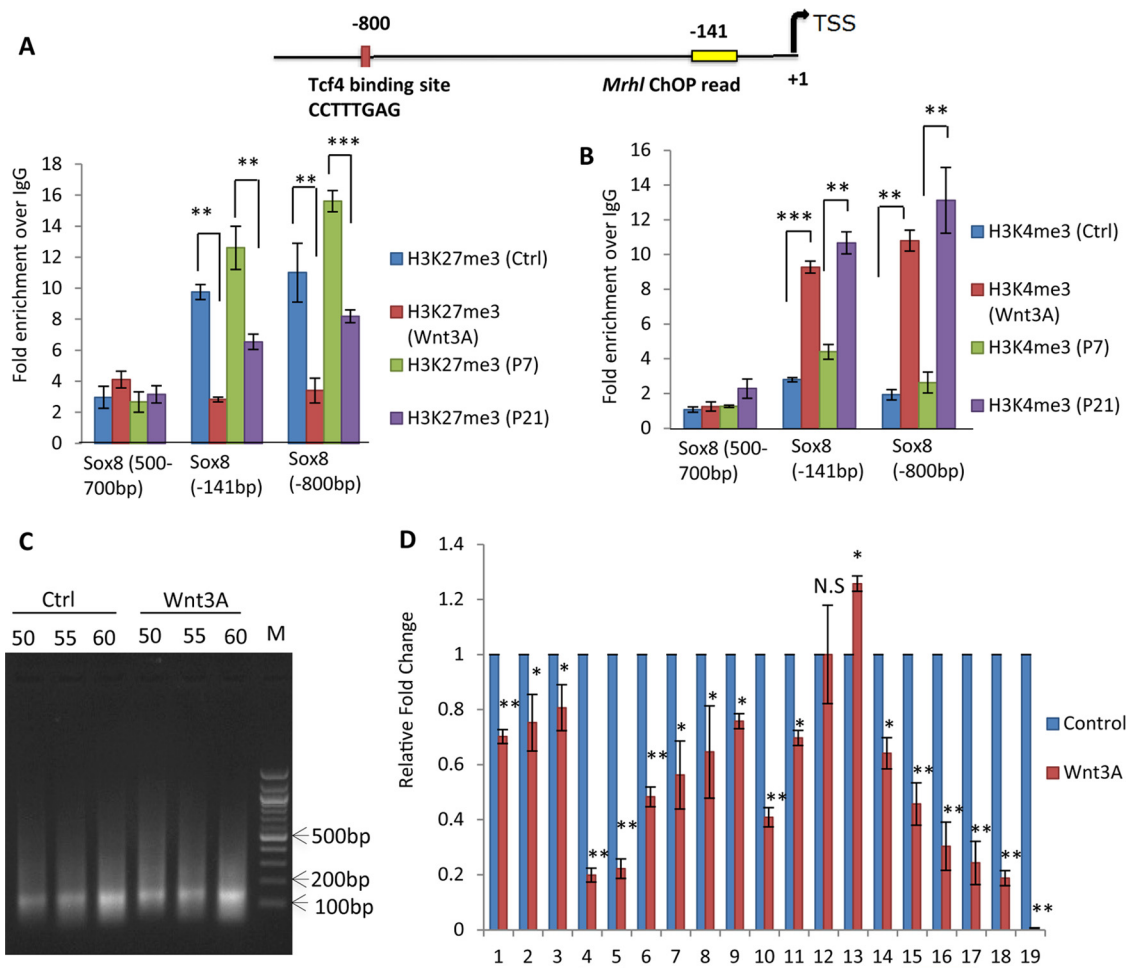 A
-800
-141
TSS
Tcf4 binding site
CCTTTGAG
Mrhl ChOP read
+1
Fold enrichment over IgG
18
16
14
12
10
8
6
4
2
0
**
**
**
***
Sox8 (500-
700bp)
Sox8
(-141bp)
Sox8
(-800bp)
H3K27me3 (Ctrl)
H3K27me3
(Wnt3A)
H3K27me3 (P7)
H3K27me3 (P21)
B
Fold enrichment over IgG
16
14
12
10
8
6
4
2
0
***
**
**
**
Sox8 (500-
700bp)
Sox8
(-141bp)
Sox8
(-800bp)
H3K4me3 (Ctrl)
H3K4me3
(Wnt3A)
H3K4me3 (P7)
H3K4me3 (P21)
C
Ctrl
Wnt3A
50 55 60 50 55 60 M
500bp
200bp
100bp
D
Relative Fold Change
1.4
1.2
1
0.8
0.6
0.4
0.2
0
** * * ** ** ** * * * ** * N.S * * ** ** ** ** **
1 2 3 4 5 6 7 8 9 10 11 12 13 14 15 16 17 18 19
Control
Wnt3A